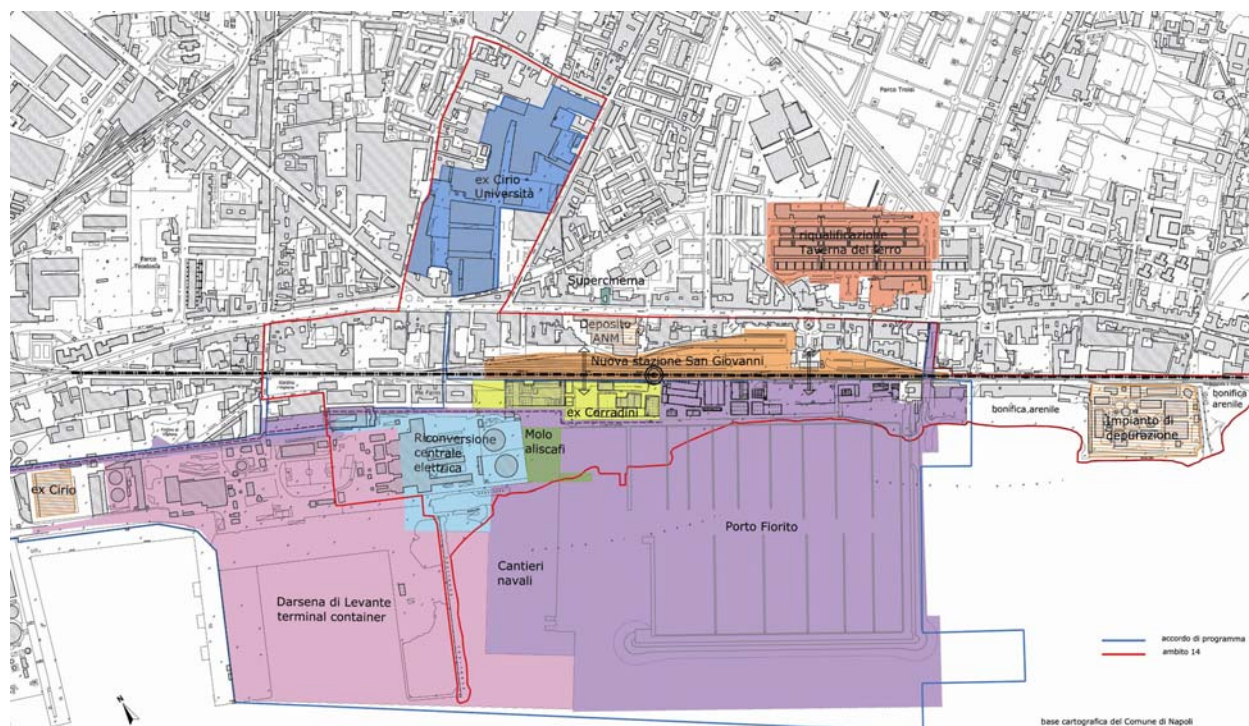 Parco Troisi
ex Cirio
Università
riqualificazione
Taverna del ferro
Parco
Teodosia
Supercinema
Deposito
ANM
Nuova stazione San Giovanni
ex Corradini
bonifica arenile
bonifica
arenile
Impianto di
depurazione
Riconversione
centrale
elettrica
Molo
aliscafi
ex Cirio
Porto Fiorito
Cantieri
navali
Darsena di Levante
terminal container
accordo di programma
ambito 14
N
base cartografica del Comune di Napoli